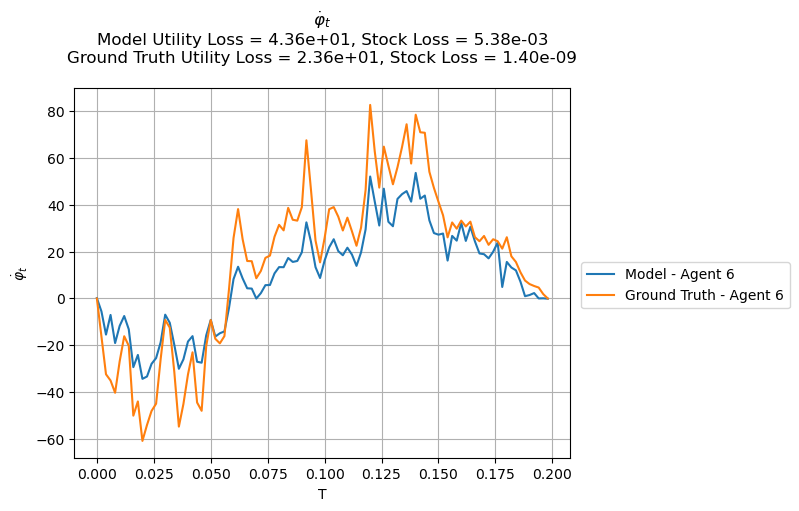 φ̇ₜ
Model Utility Loss = 4.36e+01, Stock Loss = 5.38e-03
Ground Truth Utility Loss = 2.36e+01, Stock Loss = 1.40e-09
80
60
40
20
0
−20
−40
−60
φ̇ₜ
0.000 0.025 0.050 0.075 0.100 0.125 0.150 0.175 0.200
T
Model - Agent 6
Ground Truth - Agent 6